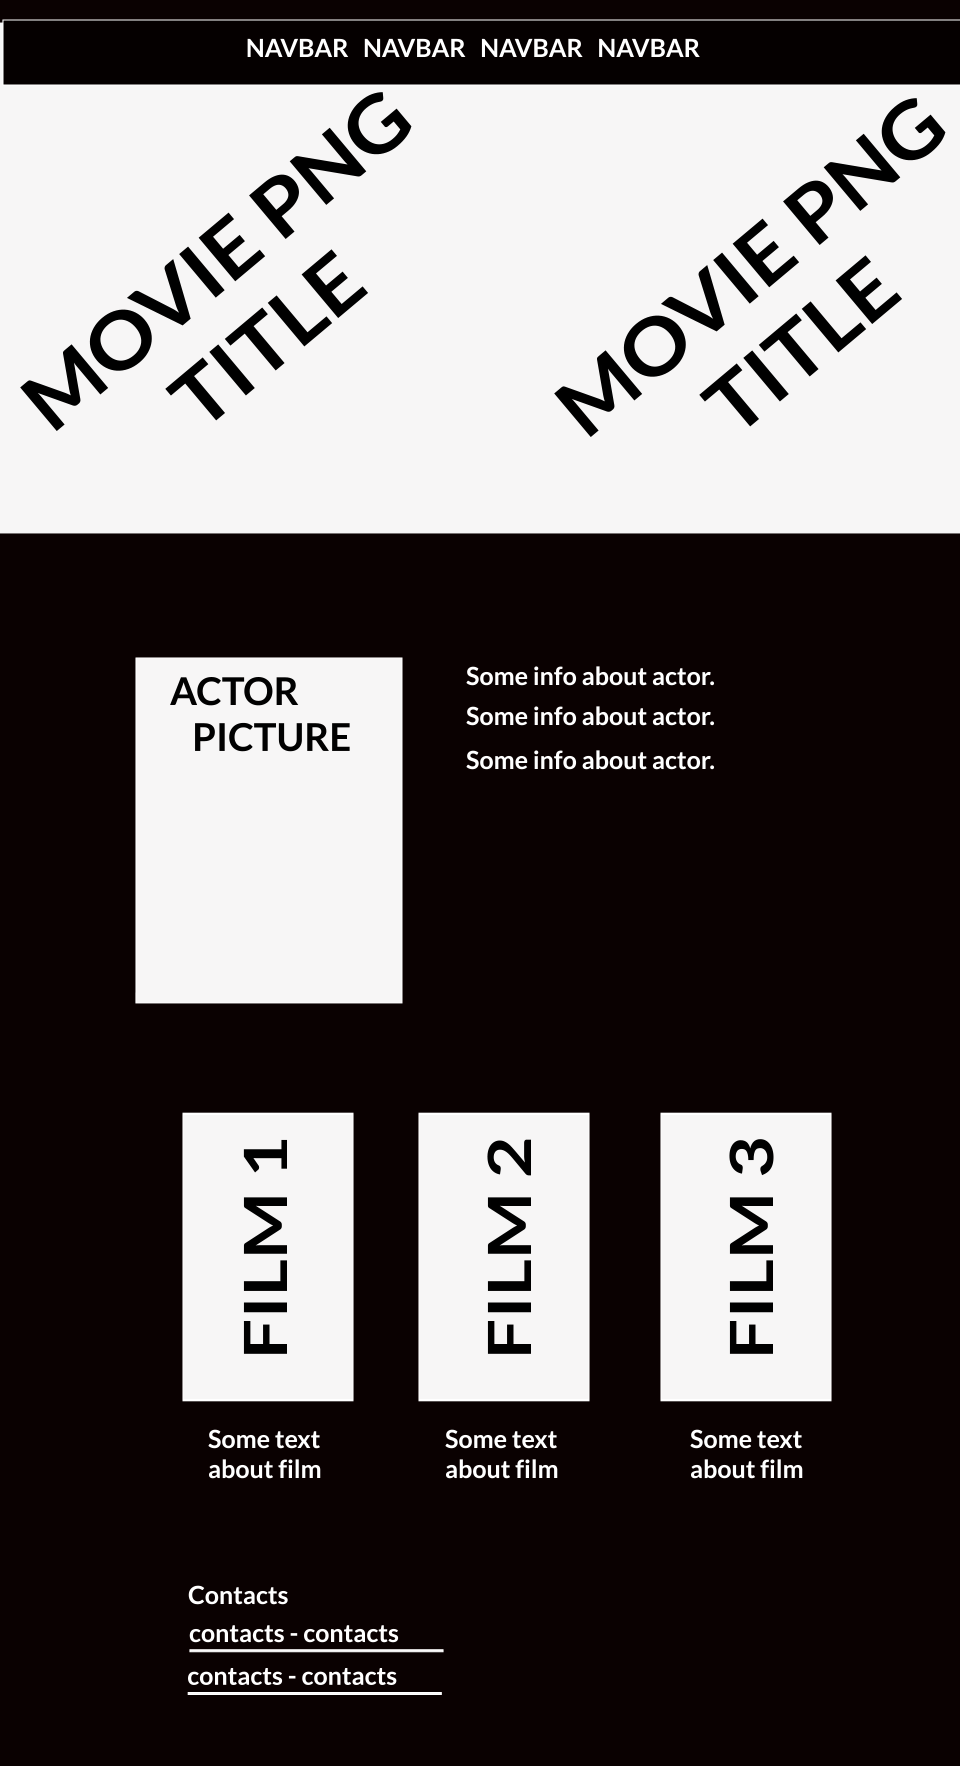 NAVBAR NAVBAR NAVBAR NAVBAR
MOVIE PNG
TITLE
MOVIE PNG
TITLE
ACTOR
PICTURE
Some info about actor.
Some info about actor.
Some info about actor.
FILM 1
FILM 2
FILM 3
Some text
about film
Some text
about film
Some text
about film
Contacts
contacts - contacts
contacts - contacts